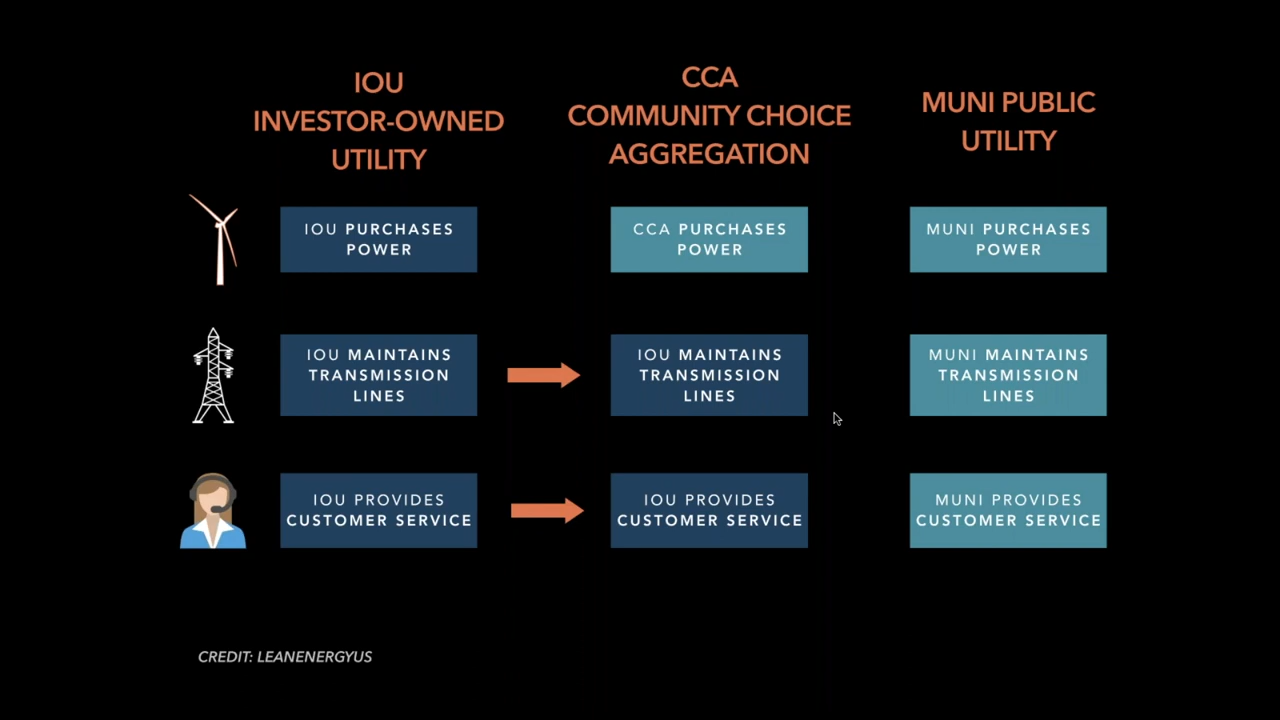 IOU
INVESTOR-OWNED
UTILITY
CCA
COMMUNITY CHOICE
AGGREGATION
MUNI PUBLIC
UTILITY
IOU PURCHASES
POWER
CCA PURCHASES
POWER
MUNI PURCHASES
POWER
IOU MAINTAINS
TRANSMISSION
LINES
IOU MAINTAINS
TRANSMISSION
LINES
MUNI MAINTAINS
TRANSMISSION
LINES
IOU PROVIDES
CUSTOMER SERVICE
IOU PROVIDES
CUSTOMER SERVICE
MUNI PROVIDES
CUSTOMER SERVICE
CREDIT: LEANENERGYUS